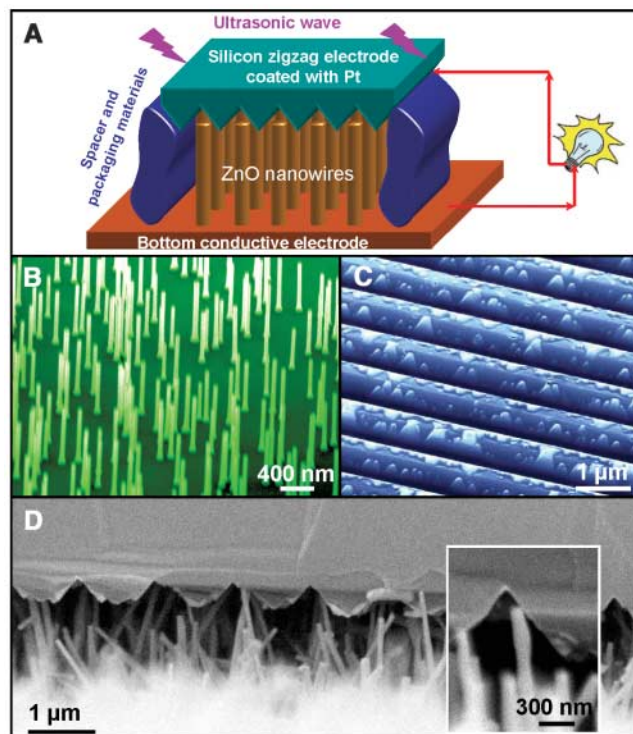 A
Ultrasonic wave
Silicon zigzag electrode
coated with Pt
Spacer and
packaging materials
ZnO nanowires
Bottom conductive electrode
B
400 nm
C
1 µm
D
1 µm
300 nm